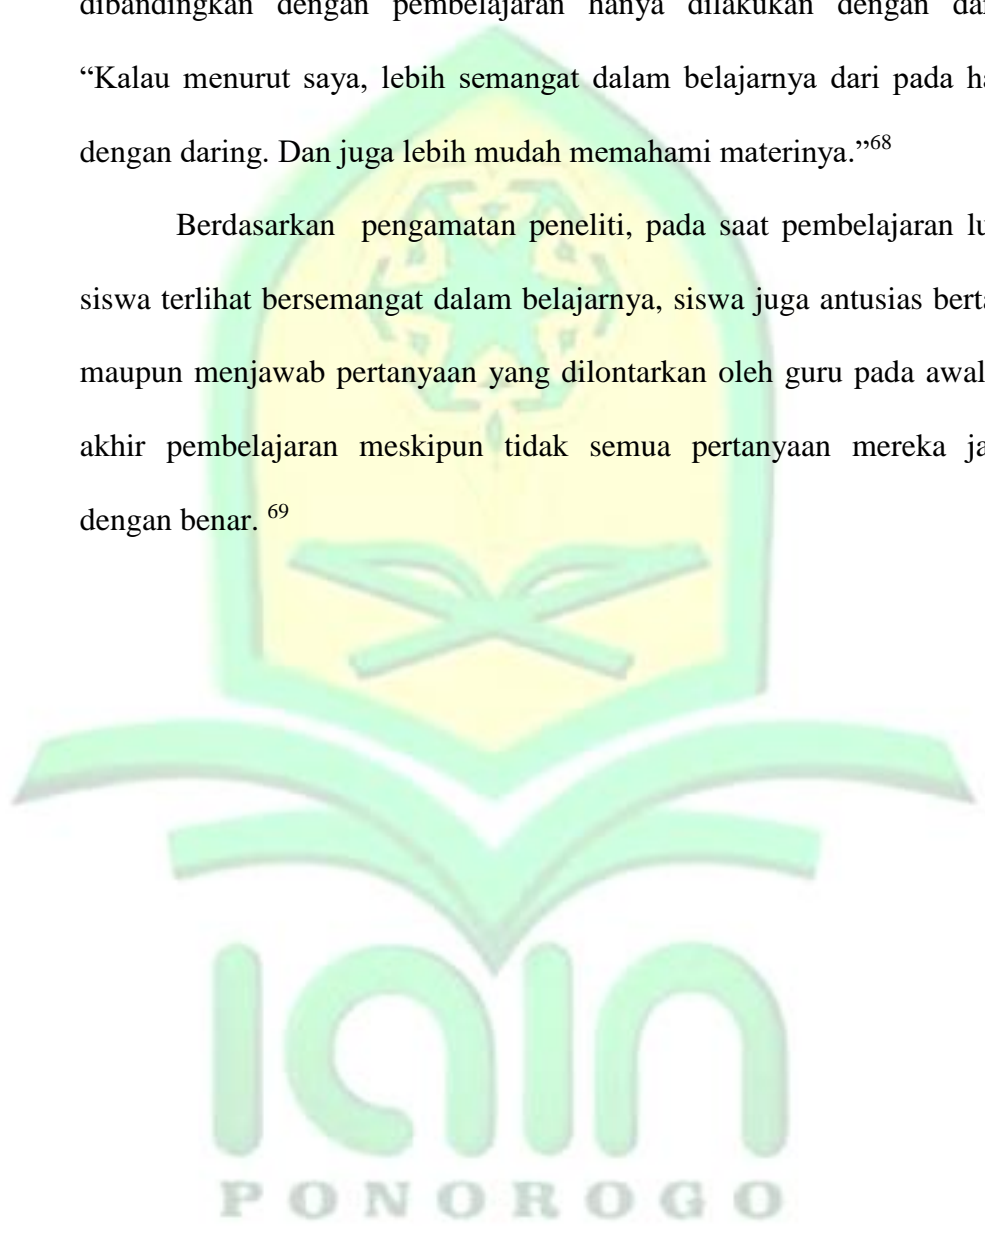 dibandingkan dengan pembelajaran hanya dilakukan dengan
“Kalau menurut saya, lebih semangat dalam belajarnya dari pada
dengan daring. Dan juga lebih mudah memahami materinya.”68
Berdasarkan pengamatan peneliti, pada saat pembelajaran
siswa terlihat bersemangat dalam belajarnya, siswa juga antusias
maupun menjawab pertanyaan yang dilontarkan oleh guru pada awal
akhir pembelajaran meskipun tidak semua pertanyaan mereka
dengan benar. 69
iain
PONOROGO